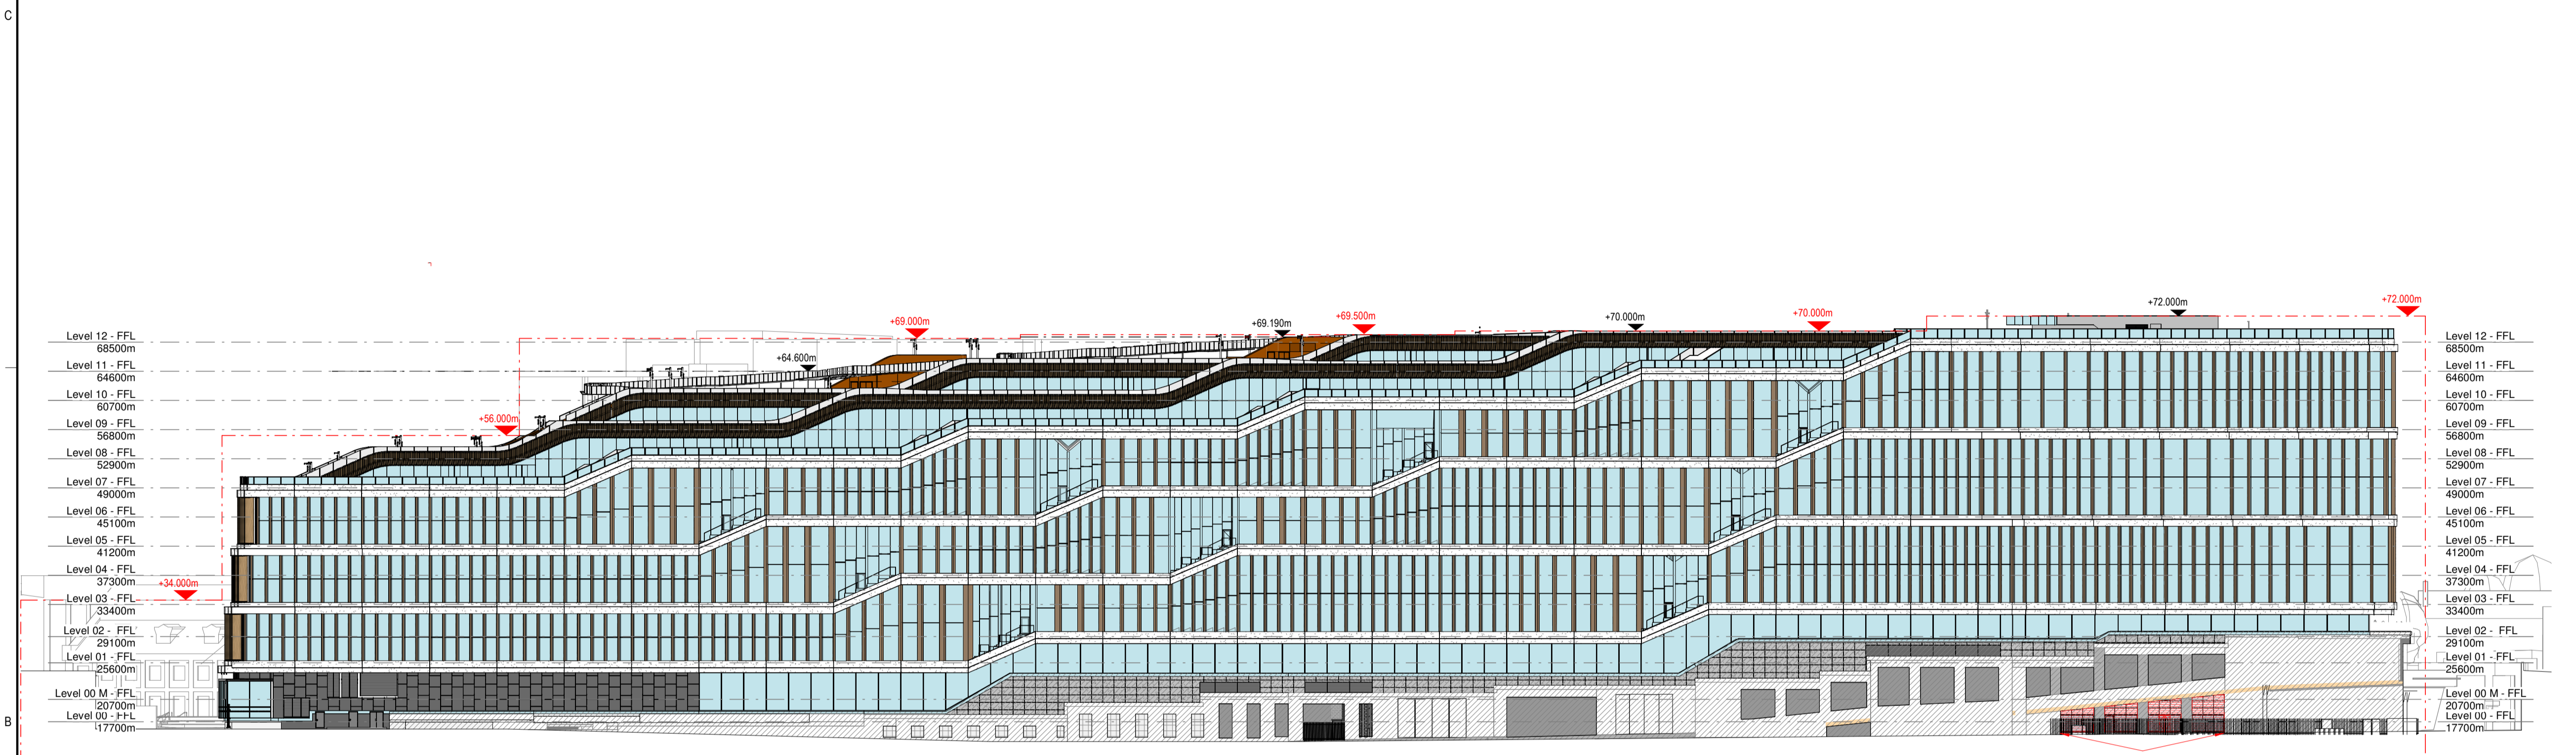 C
+72.000m
+72.000m
+69.000m
+69.190m
+69.500m
+70.000m
+70.000m
+64.600m
+56.000m
+34.000m
Level 12 - FFL
68500m
Level 11 - FFL
64600m
Level 10 - FFL
60700m
Level 09 - FFL
56800m
Level 08 - FFL
52900m
Level 07 - FFL
49000m
Level 06 - FFL
45100m
Level 05 - FFL
41200m
Level 04 - FFL
37300m
Level 03 - FFL
33400m
Level 02 - FFL
29100m
Level 01 - FFL
25600m
Level 00 M - FFL
20700m
Level 00 - FFL
17700m
Level 12 - FFL
68500m
Level 11 - FFL
64600m
Level 10 - FFL
60700m
Level 09 - FFL
56800m
Level 08 - FFL
52900m
Level 07 - FFL
49000m
Level 06 - FFL
45100m
Level 05 - FFL
41200m
Level 04 - FFL
37300m
Level 03 - FFL
33400m
Level 02 - FFL
29100m
Level 01 - FFL
25600m
Level 00 M - FFL
20700m
Level 00 - FFL
17700m
B